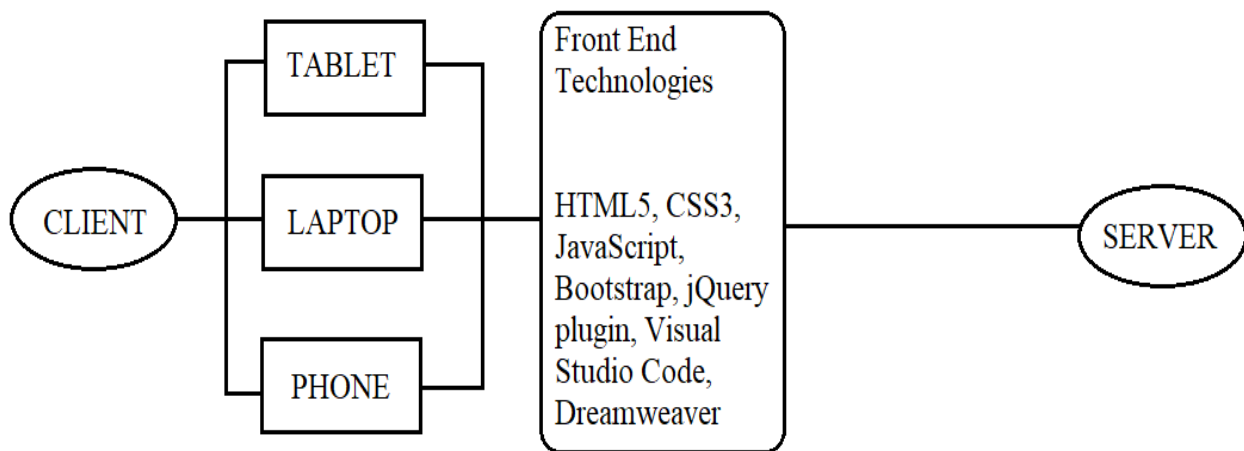 CLIENT
TABLET
LAPTOP
PHONE
Front End
Technologies
HTML5, CSS3,
JavaScript,
Bootstrap, jQuery
plugin, Visual
Studio Code,
Dreamweaver
SERVER